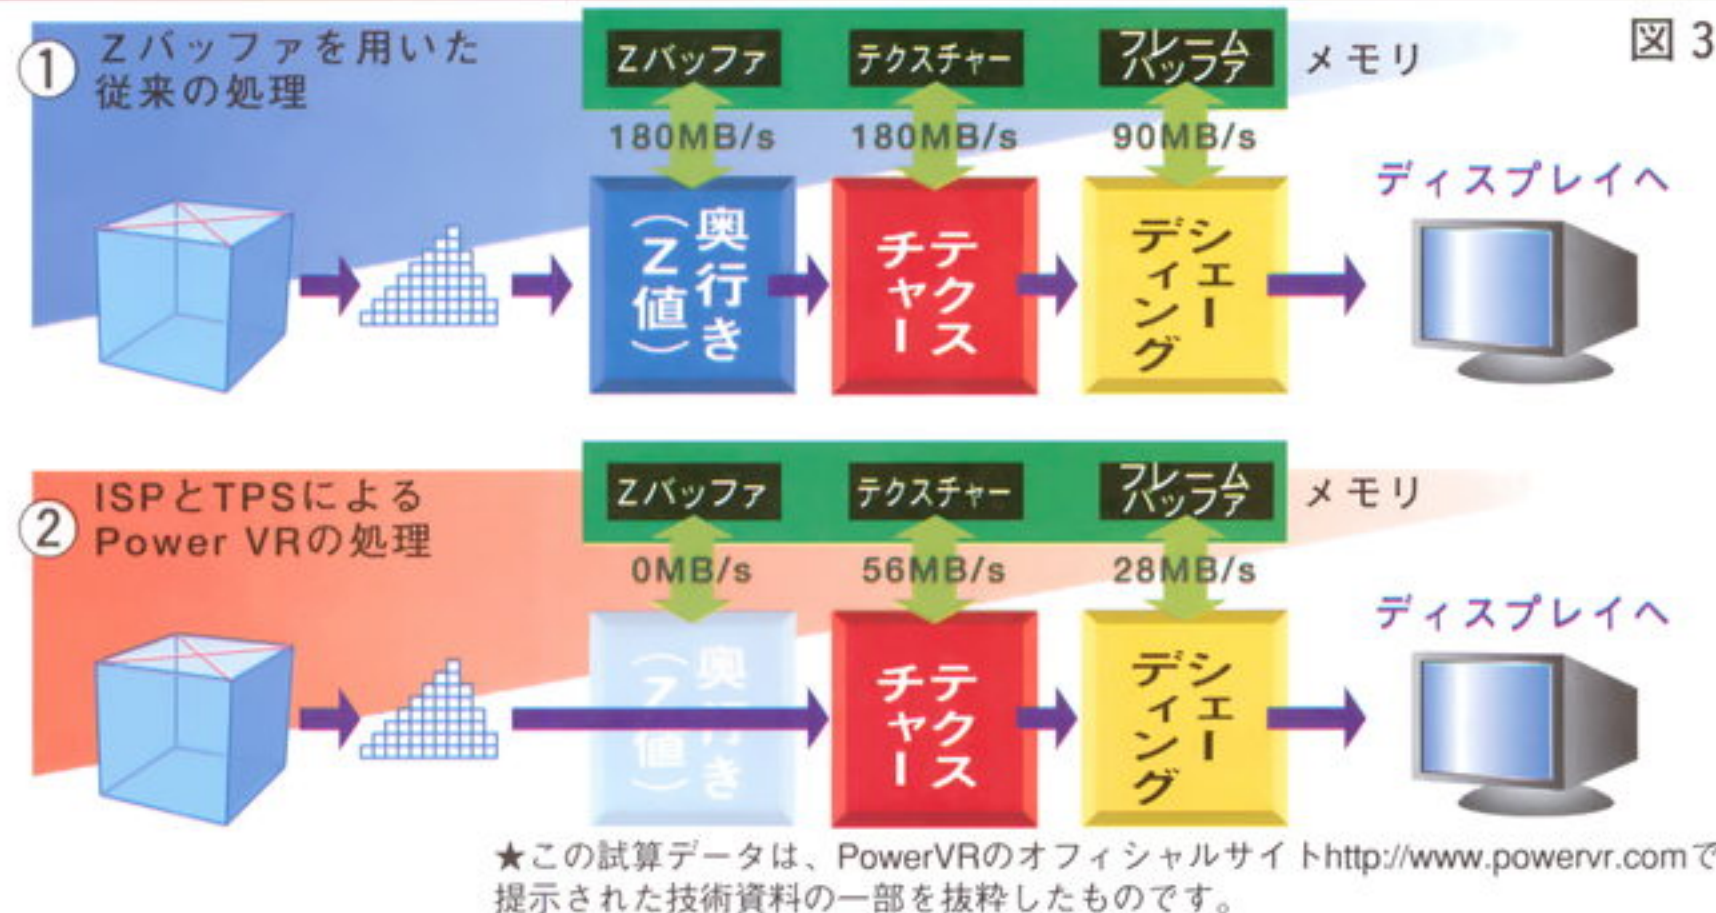 図3
① Zバッファを用いた
従来の処理
Zバッファ
テクスチャー
フレーム
バッファ
メモリ
180MB/s
180MB/s
90MB/s
奥行き
(Z値)
テクス
チャー
シェー
ディング
ディスプレイへ
② ISPとTPSによる
Power VRの処理
Zバッファ
テクスチャー
フレーム
バッファ
メモリ
0MB/s
56MB/s
28MB/s
奥行き
(Z値)
テクス
チャー
シェー
ディング
ディスプレイへ
★この試算データは、PowerVRのオフィシャルサイトhttp://www.powervr.comで
提示された技術資料の一部を抜粋したものです。